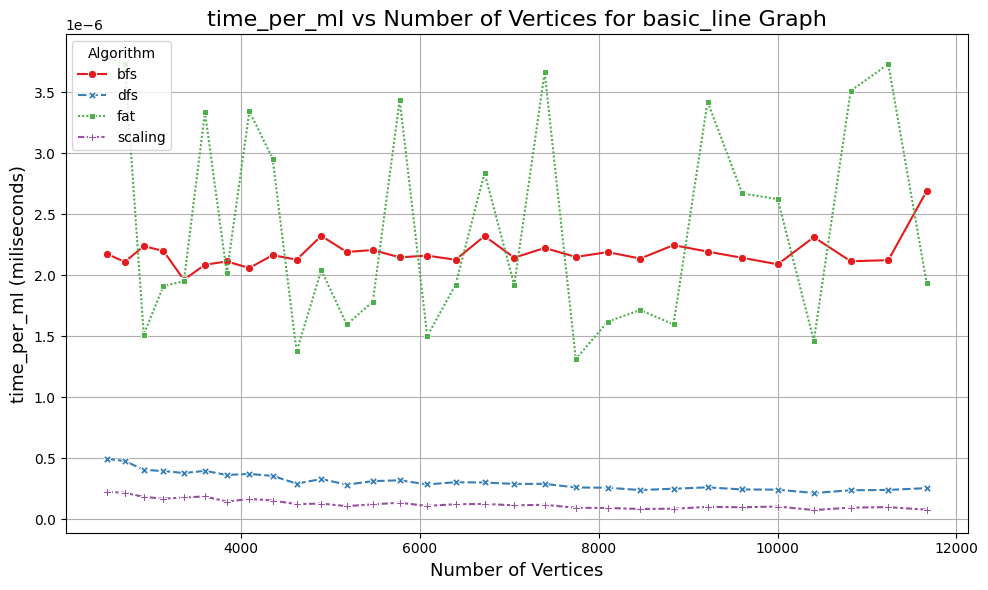 time_per_ml vs Number of Vertices for basic_line Graph
1e−6
Algorithm
bfs
dfs
fat
scaling
3.5
3.0
2.5
2.0
1.5
1.0
0.5
0.0
time_per_ml (miliseconds)
4000 6000 8000 10000 12000
Number of Vertices